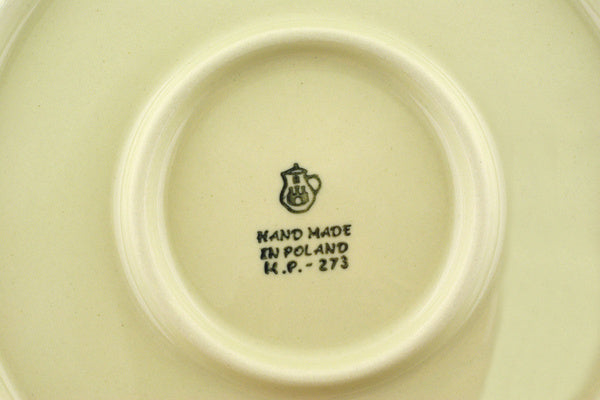 HAND MADE
IN POLAND
K.P.-273